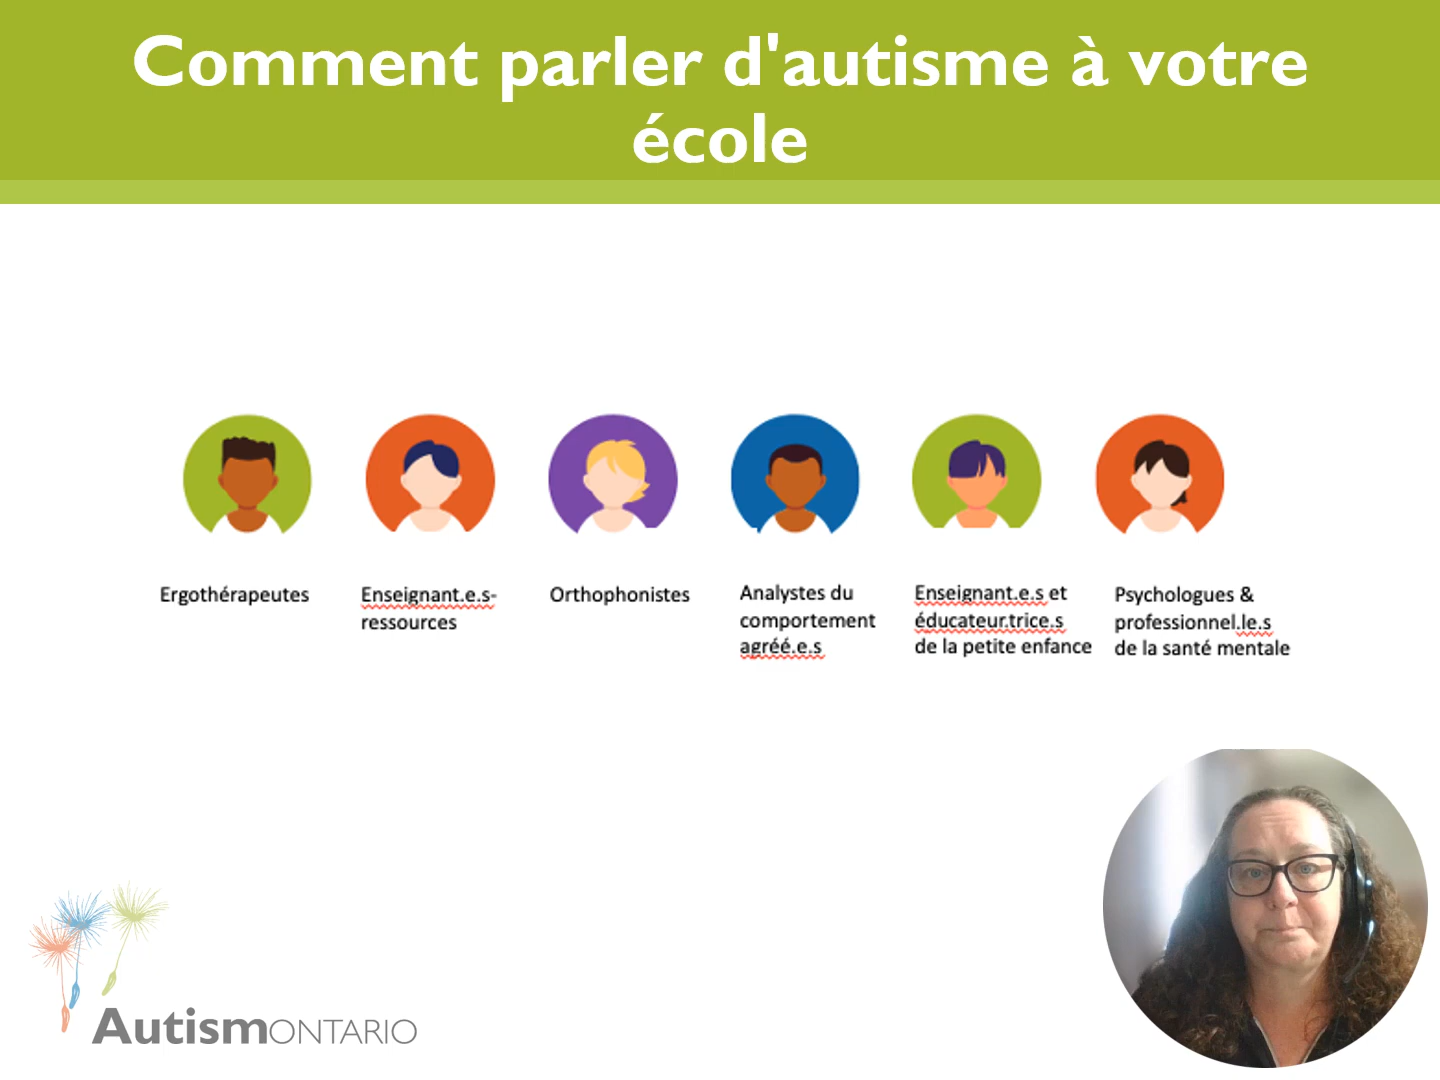 Comment parler d'autisme à votre
école
Ergothérapeutes
Enseignant.e.s-
ressources
Orthophonistes
Analystes du
comportement
agréé.e.s
Enseignant.e.s et
éducateur.trice.s
de la petite enfance
Psychologues &
professionnel.le.s
de la santé mentale
AutismONTARIO